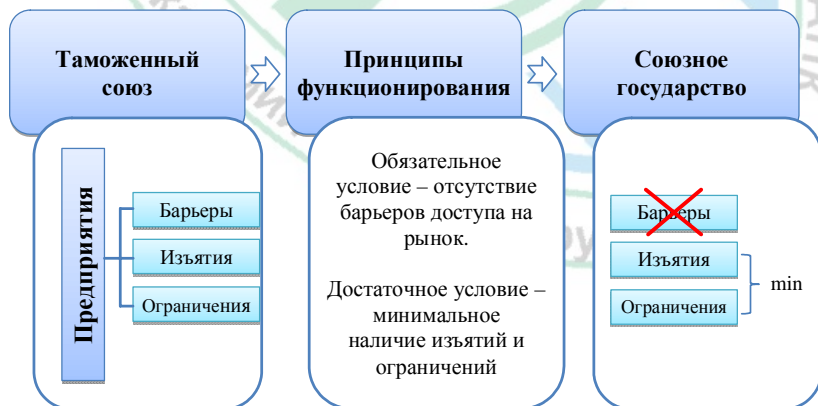 Таможенный
союз
Принципы
функционирования
Союзное
государство
Предприятия
Барьеры
Изъятия
Ограничения
Обязательное
условие – отсутствие
барьеров доступа на
рынок.
Достаточное условие –
минимальное
наличие изъятий и
ограничений
Барьеры
Изъятия
Ограничения
min